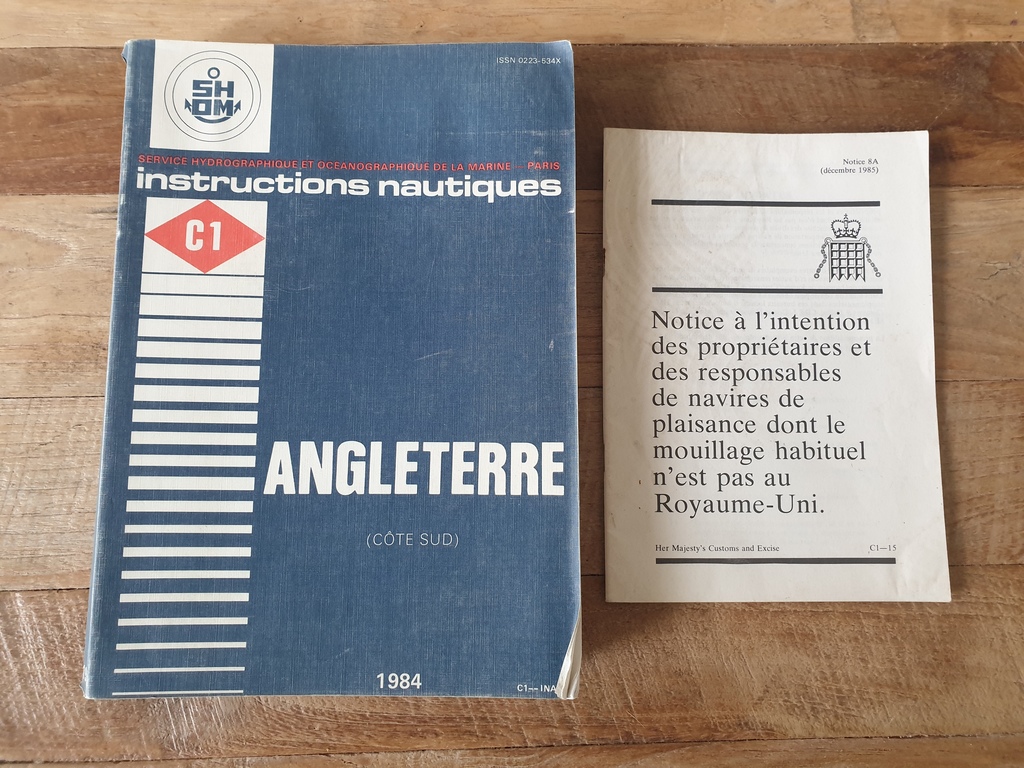 ISSN 0223-534X
SH
OM
SERVICE HYDROGRAPHIQUE ET OCEANOGRAPHIQUE DE LA MARINE - PARIS
instructions nautiques
C1
ANGLETERRE
(CÔTE SUD)
1984
C1--INA
Notice 8A
(décembre 1985)
Notice à l'intention
des propriétaires et
des responsables
de navires de
plaisance dont le
mouillage habituel
n'est pas au
Royaume-Uni.
Her Majesty's Customs and Excise
C1—15